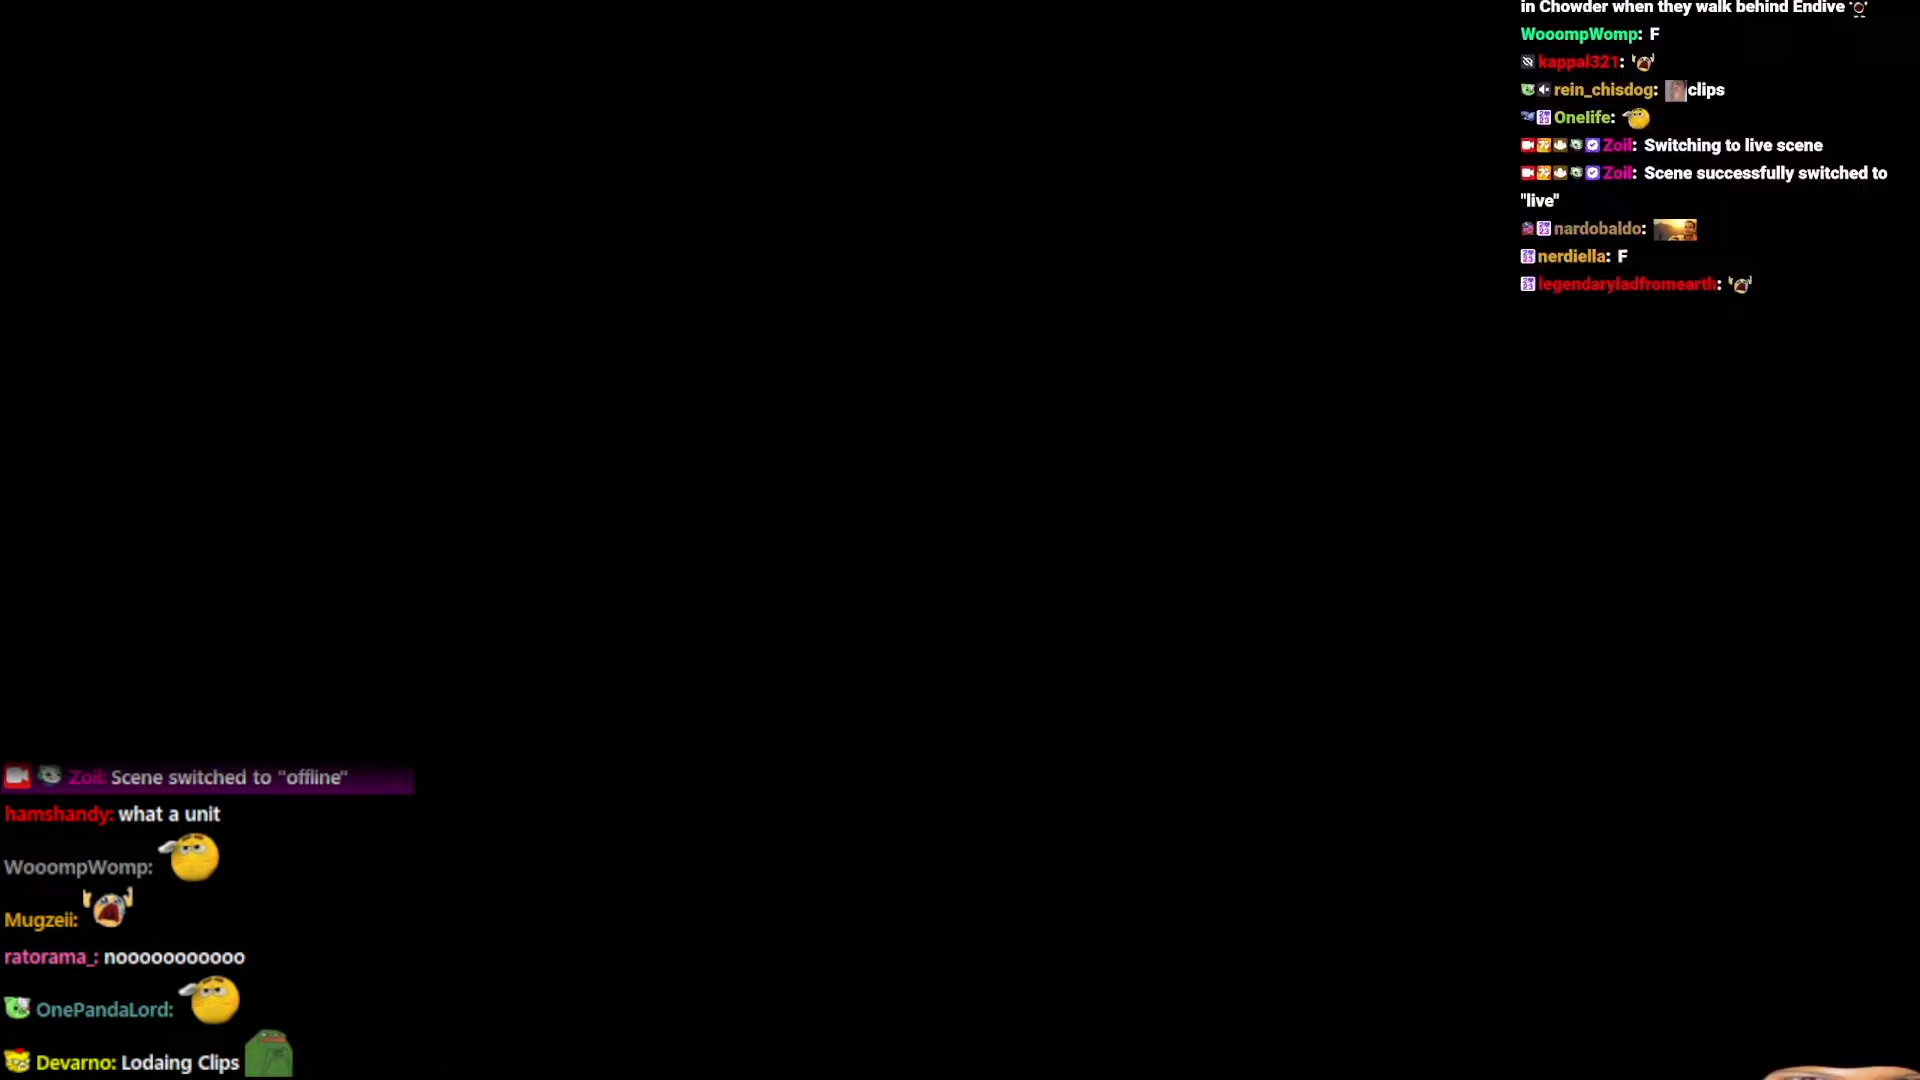 in Chowder when they walk behind Endive
WooompWomp: F
kappal321:
rein_chisdog: clips
Onelife:
Zoil: Switching to live scene
Zoil: Scene successfully switched to
"live"
nardobaldo:
nerdiella: F
legendaryladfromearth:
Zoil: Scene switched to "offline"
hamshandy: what a unit
WooompWomp:
Mugzeii:
ratorama_: nooooooooooo
OnePandaLord:
Devarno: Lodaing Clips